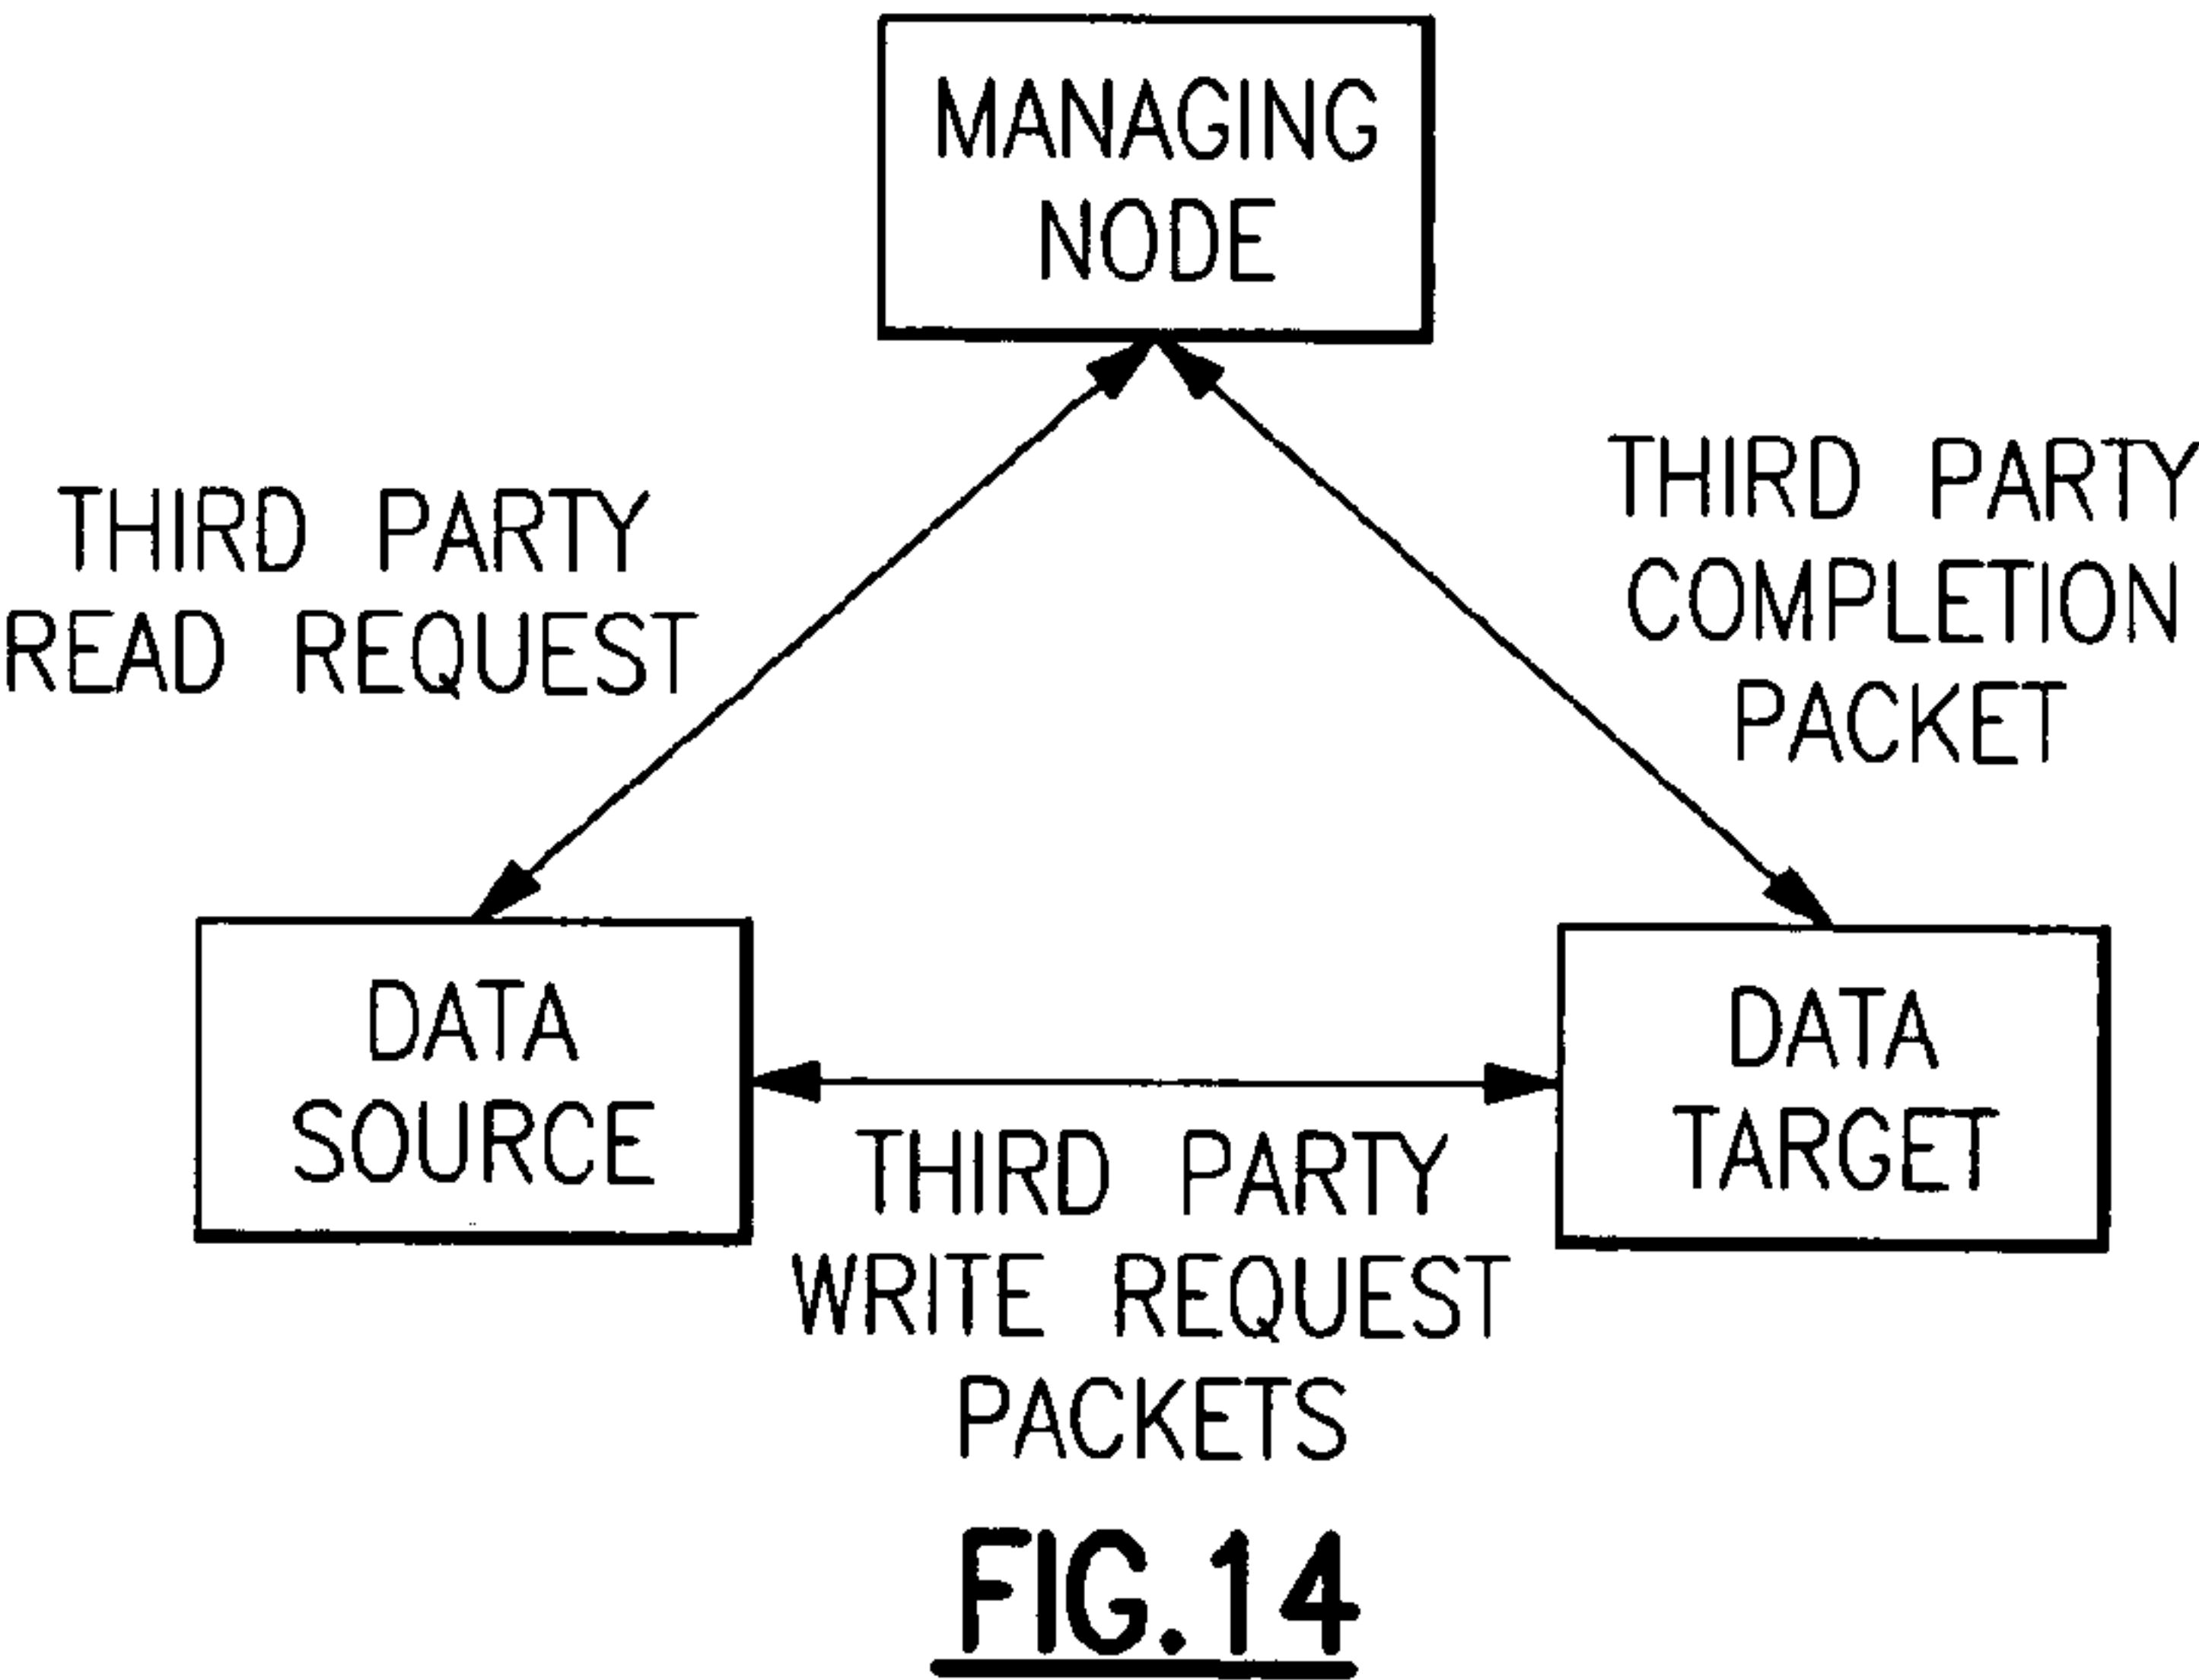 MANAGING
NODE
THIRD PARTY
READ REQUEST
THIRD PARTY
COMPLETION
PACKET
DATA
SOURCE
DATA
TARGET
THIRD PARTY
WRITE REQUEST
PACKETS
FIG.14